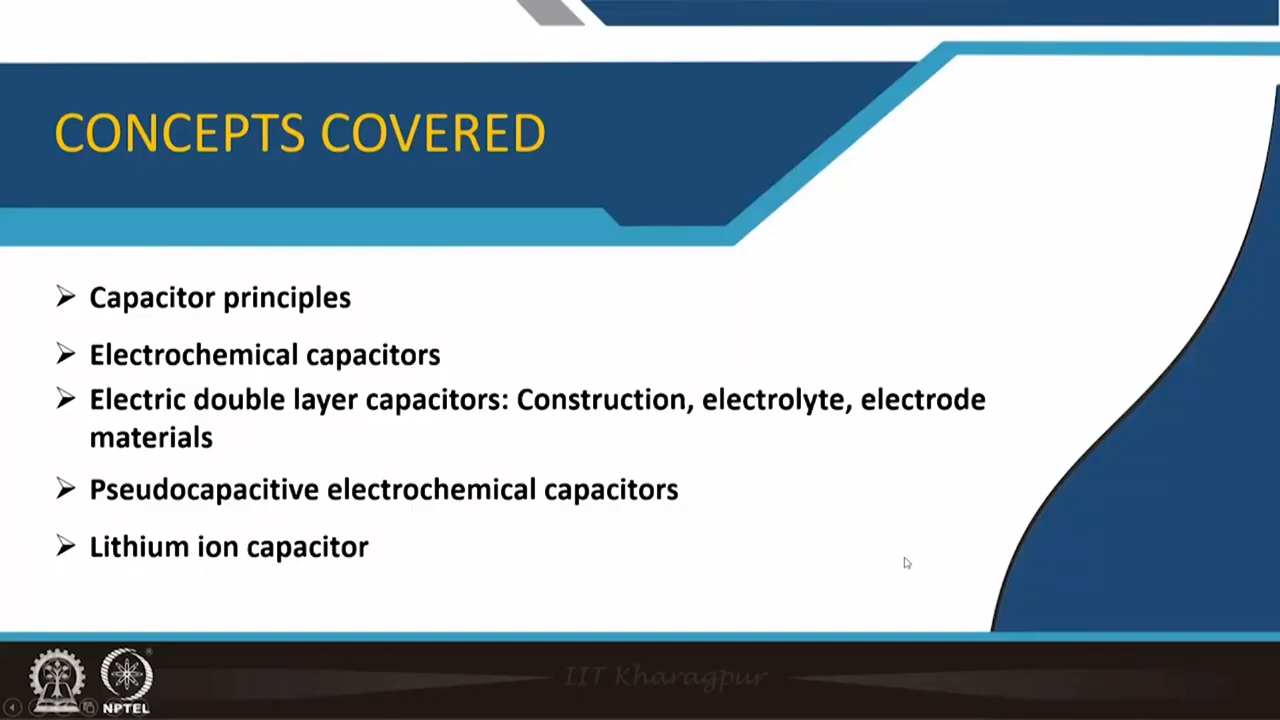 CONCEPTS COVERED
➢ Capacitor principles
➢ Electrochemical capacitors
➢ Electric double layer capacitors: Construction, electrolyte, electrode
materials
➢ Pseudocapacitive electrochemical capacitors
➢ Lithium ion capacitor
IIT Kharagpur
NPTEL